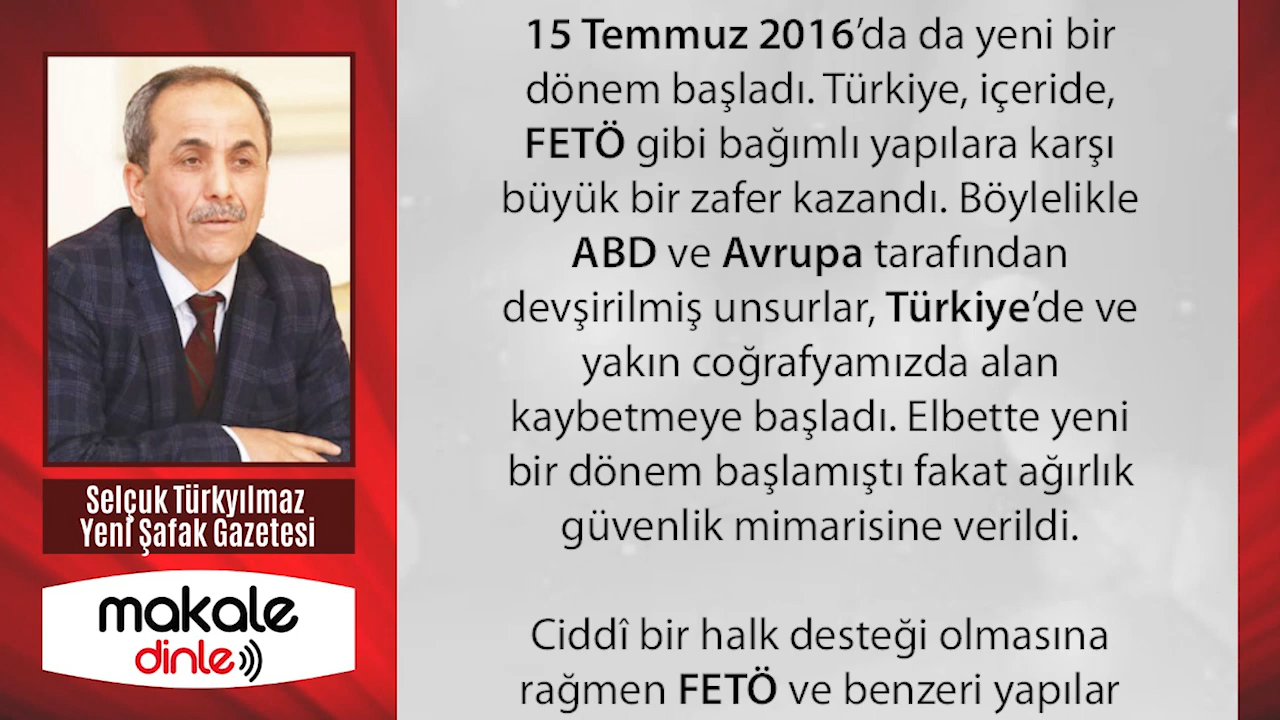 15 Temmuz 2016’da da yeni bir
dönem başladı. Türkiye, içeride,
FETÖ gibi bağımlı yapılara karşı
büyük bir zafer kazandı. Böylelikle
ABD ve Avrupa tarafından
devşirilmiş unsurlar, Türkiye’de ve
yakın coğrafyamızda alan
kaybetmeye başladı. Elbette yeni
bir dönem başlamıştı fakat ağırlık
güvenlik mimarisine verildi.
Ciddî bir halk desteği olmasına
rağmen FETÖ ve benzeri yapılar
Selçuk Türkyılmaz
Yeni Şafak Gazetesi
makale
dinle